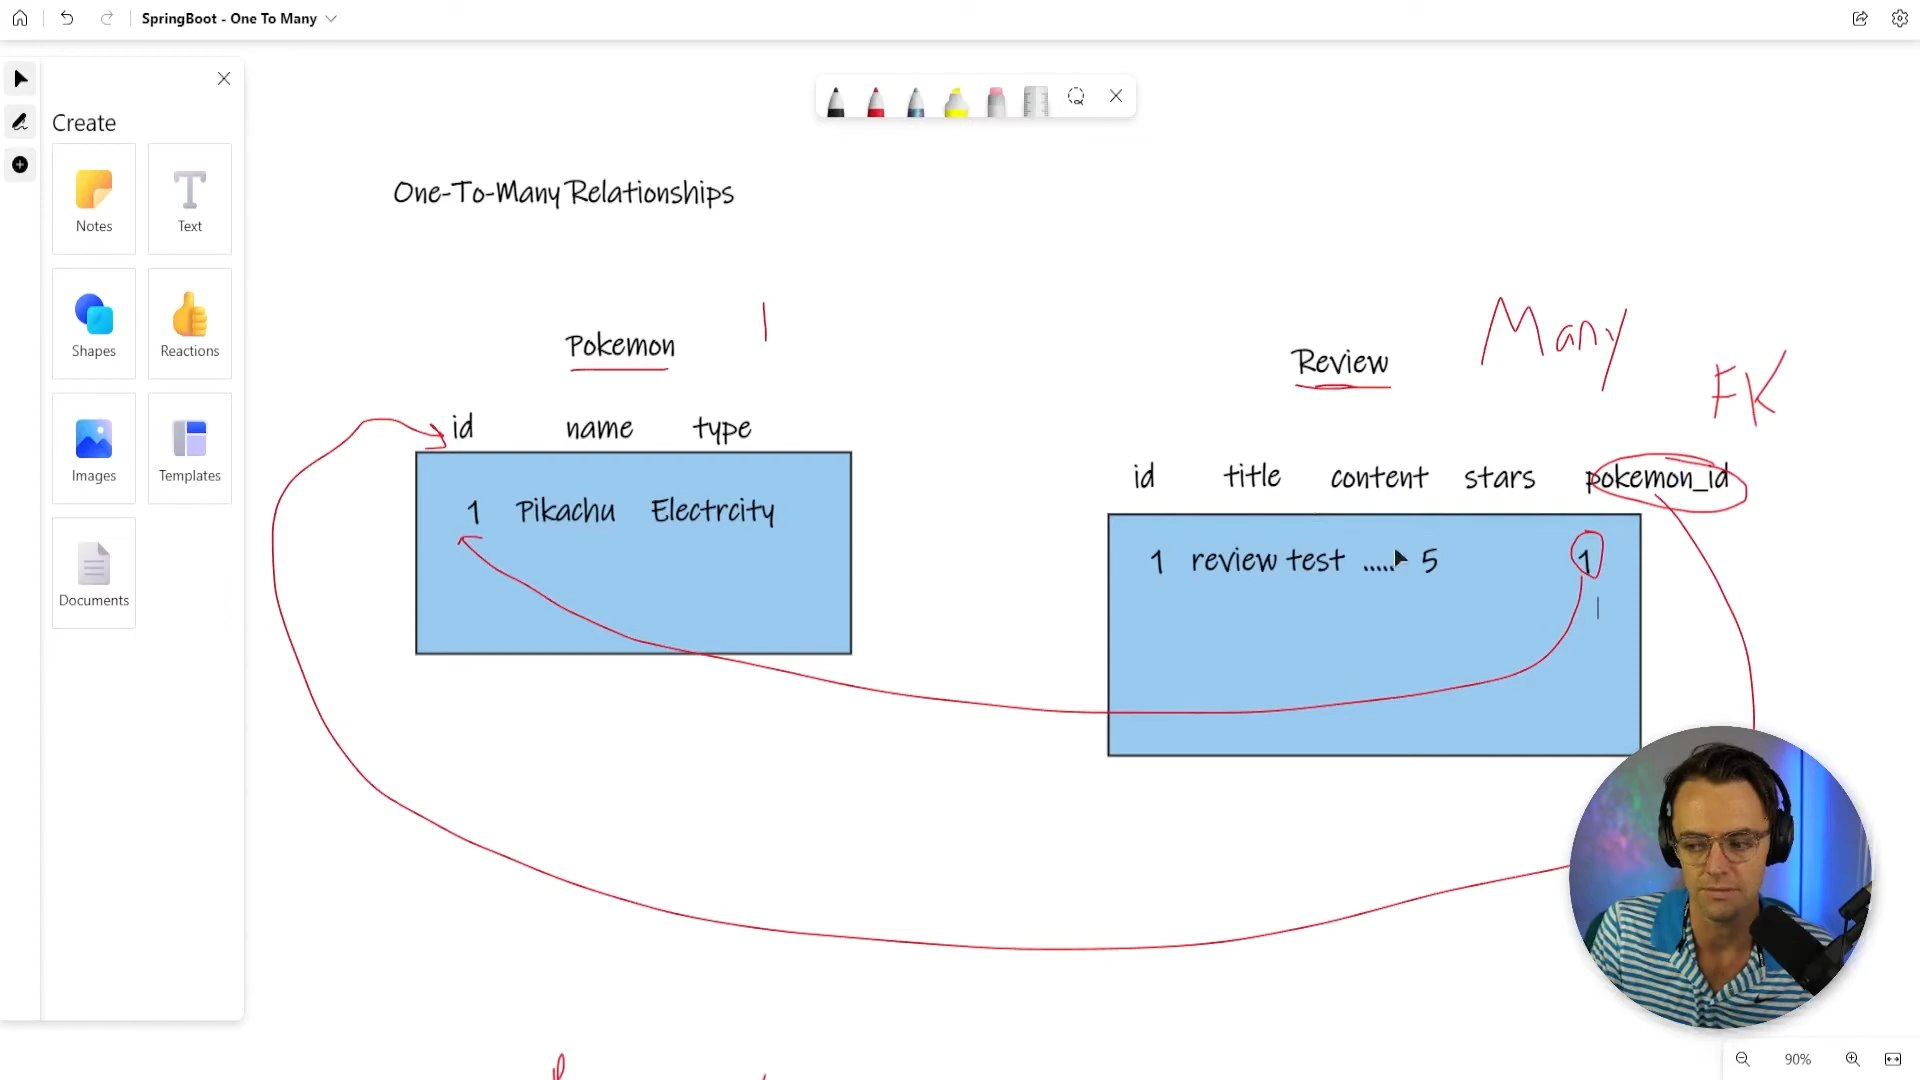 SpringBoot - One To Many
Create
Notes
Text
Shapes
Reactions
Images
Templates
Documents
One-To-Many Relationships
Pokemon
1
Review
Many
FK
id name type
1 Pikachu Electrcity
id title content stars pokemon_id
1 review test ..... 5 1
90%